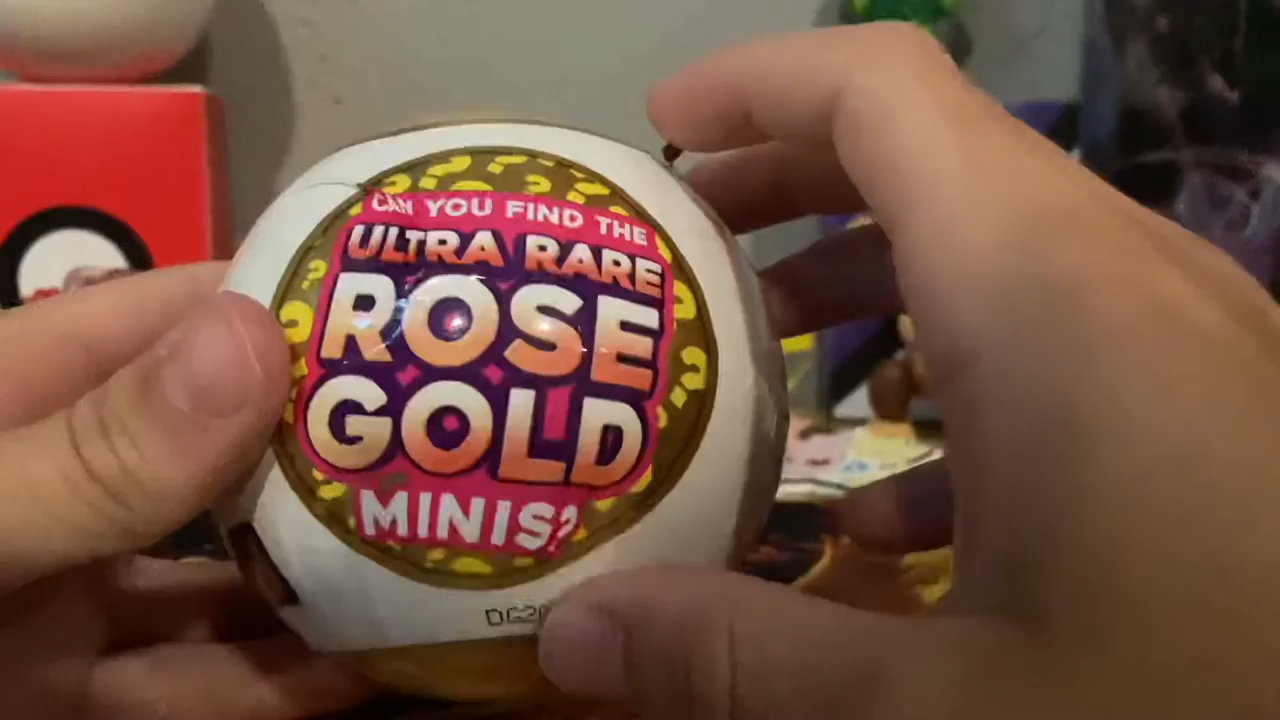 CAN YOU FIND THE
ULTRA RARE
ROSE
GOLD
MINIS?